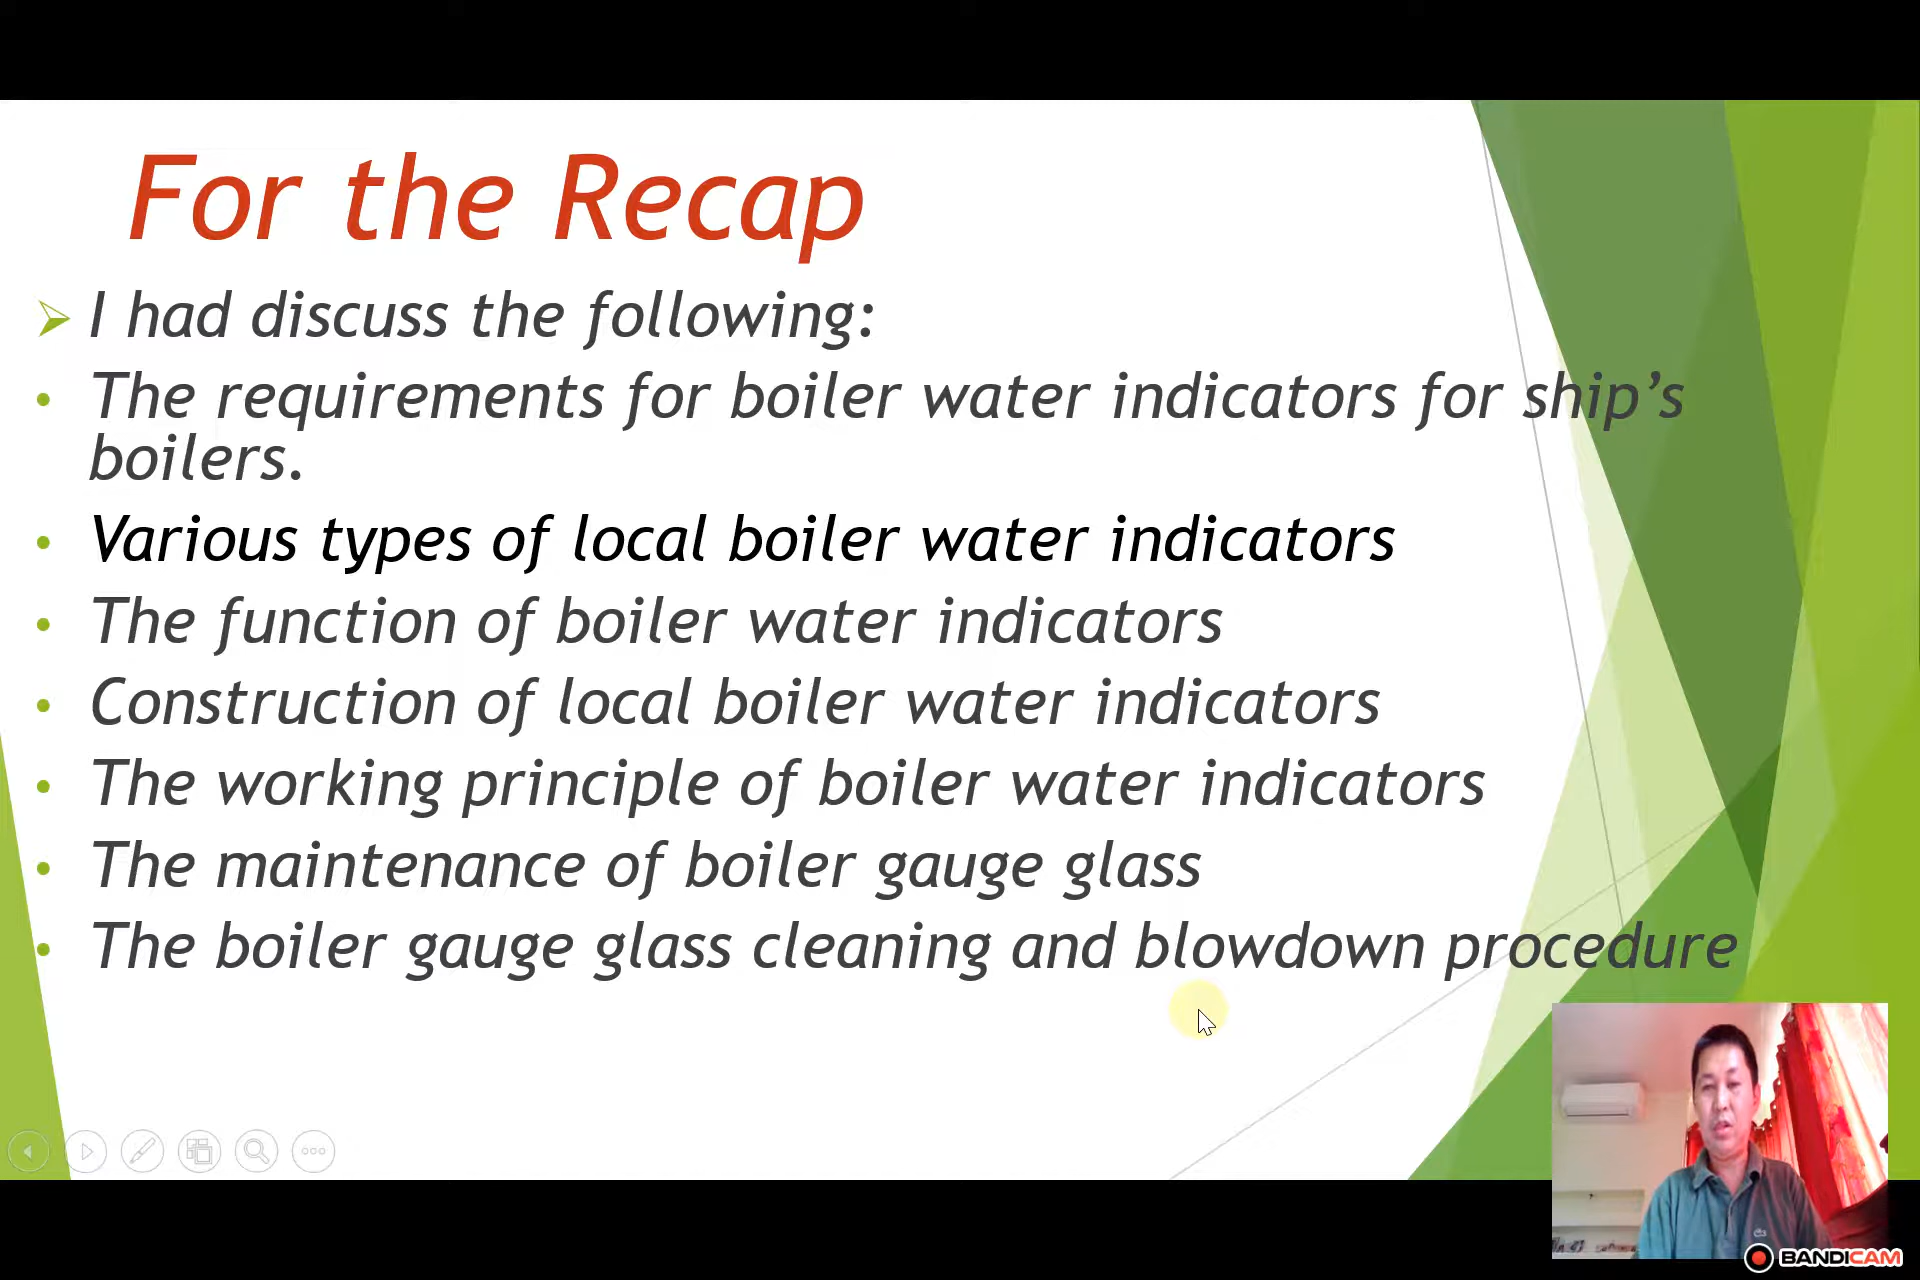 For the Recap
I had discuss the following:
The requirements for boiler water indicators for ship's
boilers.
Various types of local boiler water indicators
The function of boiler water indicators
Construction of local boiler water indicators
The working principle of boiler water indicators
The maintenance of boiler gauge glass
The boiler gauge glass cleaning and blowdown procedure
BANDICAM